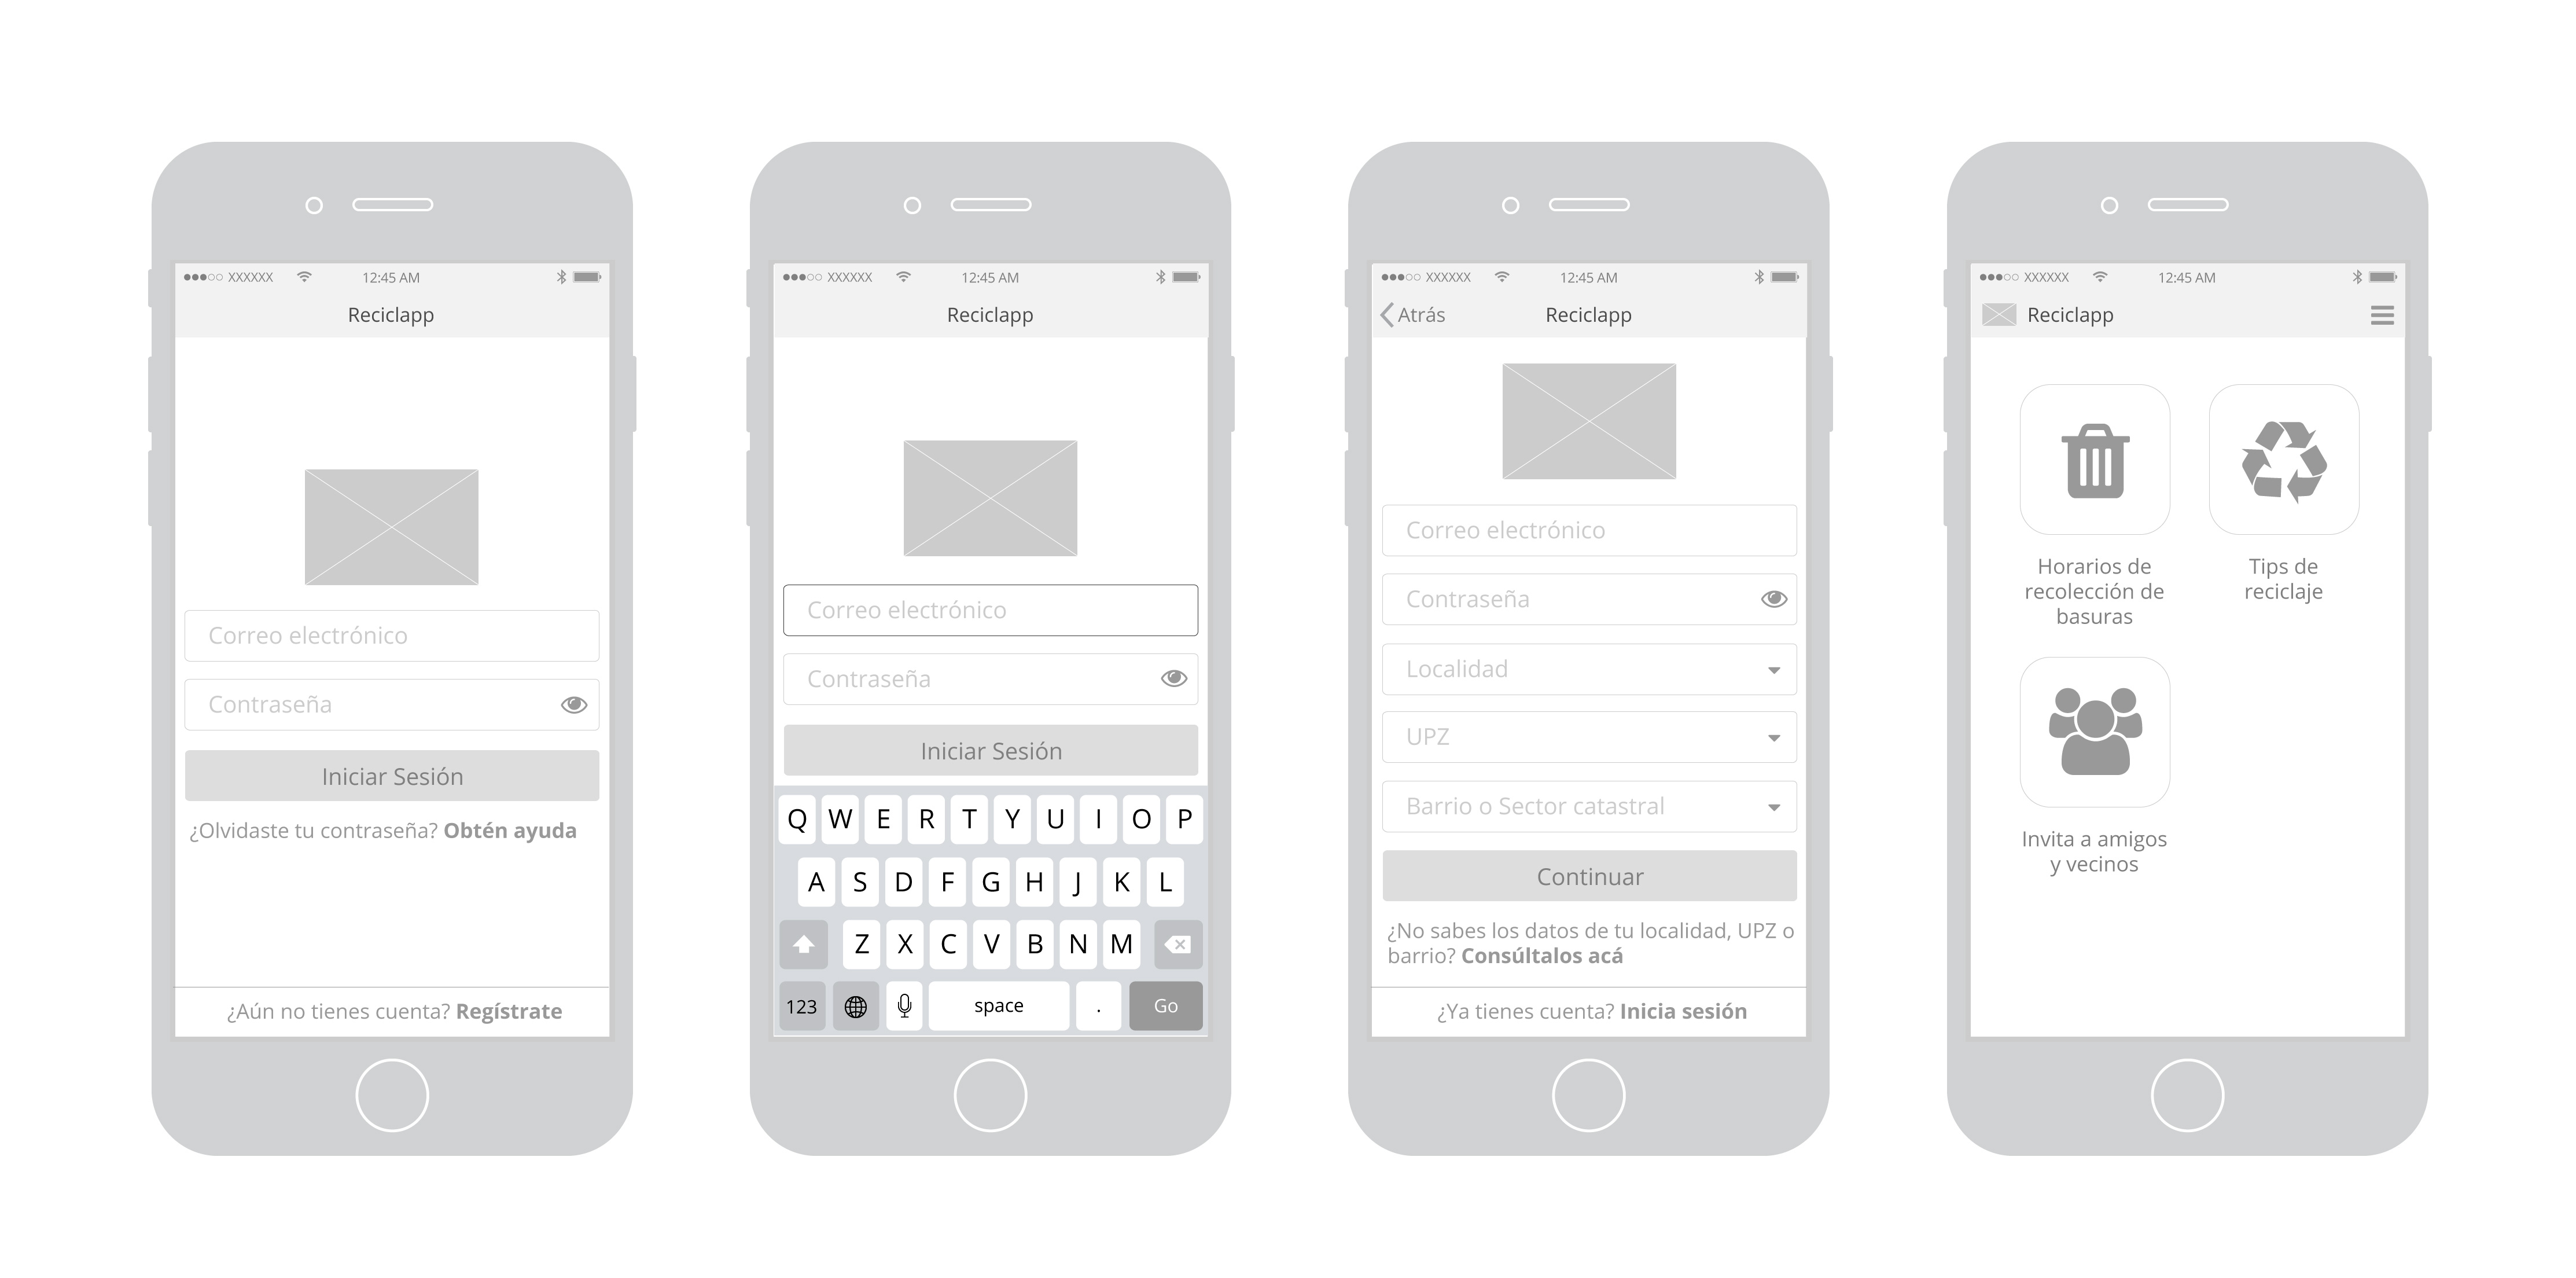 XXXXXX 12:45 AM
Reciclapp
Correo electrónico
Contraseña
Iniciar Sesión
¿Olvidaste tu contraseña? Obtén ayuda
¿Aún no tienes cuenta? Regístrate
XXXXXX 12:45 AM
Reciclapp
Correo electrónico
Contraseña
Iniciar Sesión
Q W E R T Y U I O P
A S D F G H J K L
Z X C V B N M
123 space . Go
XXXXXX 12:45 AM
Atrás Reciclapp
Correo electrónico
Contraseña
Localidad
UPZ
Barrio o Sector catastral
Continuar
¿No sabes los datos de tu localidad, UPZ o
barrio? Consúltalos acá
¿Ya tienes cuenta? Inicia sesión
XXXXXX 12:45 AM
Reciclapp
Horarios de
recolección de
basuras
Tips de
reciclaje
Invita a amigos
y vecinos